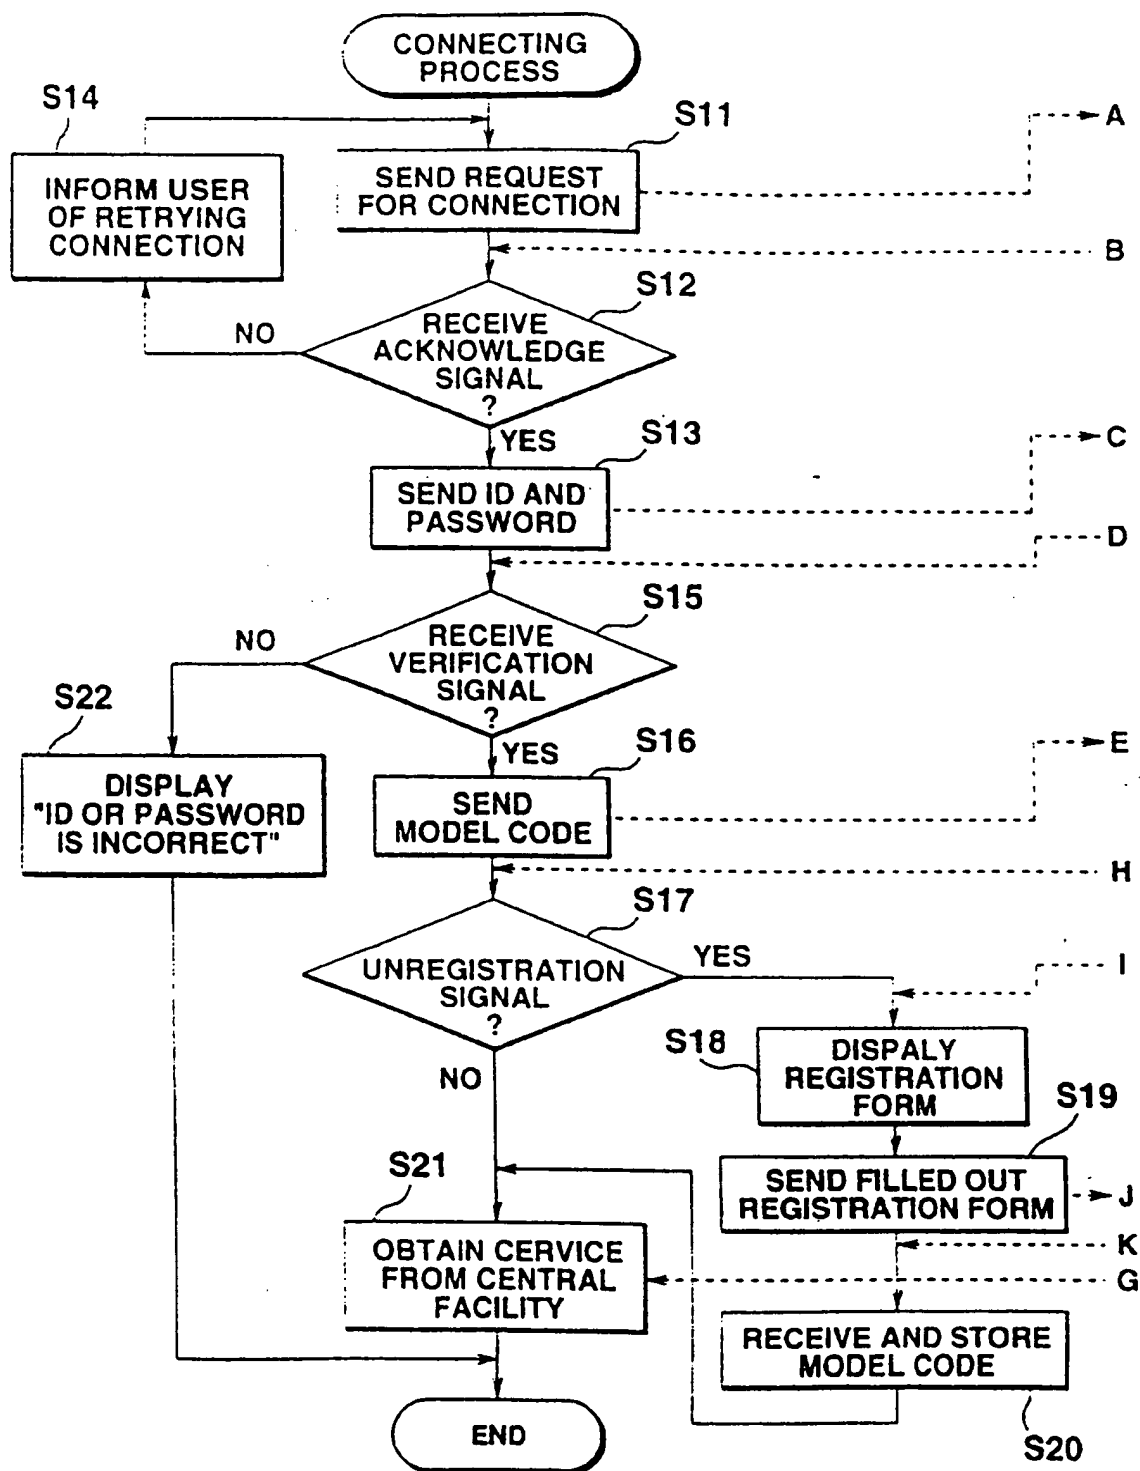 CONNECTING
PROCESS
S14
S11
A
INFORM USER
OF RETRYING
CONNECTION
SEND REQUEST
FOR CONNECTION
B
S12
NO
RECEIVE
ACKNOWLEDGE
SIGNAL
?
YES
S13
C
SEND ID AND
PASSWORD
D
S15
NO
RECEIVE
VERIFICATION
SIGNAL
?
S22
YES
S16
E
DISPLAY
"ID OR PASSWORD
IS INCORRECT"
SEND
MODEL CODE
H
S17
YES
UNREGISTRATION
SIGNAL
?
I
S18
DISPALY
REGISTRATION
FORM
NO
S19
S21
SEND FILLED OUT
REGISTRATION FORM
J
K
OBTAIN CERVICE
FROM CENTRAL
FACILITY
G
RECEIVE AND STORE
MODEL CODE
END
S20